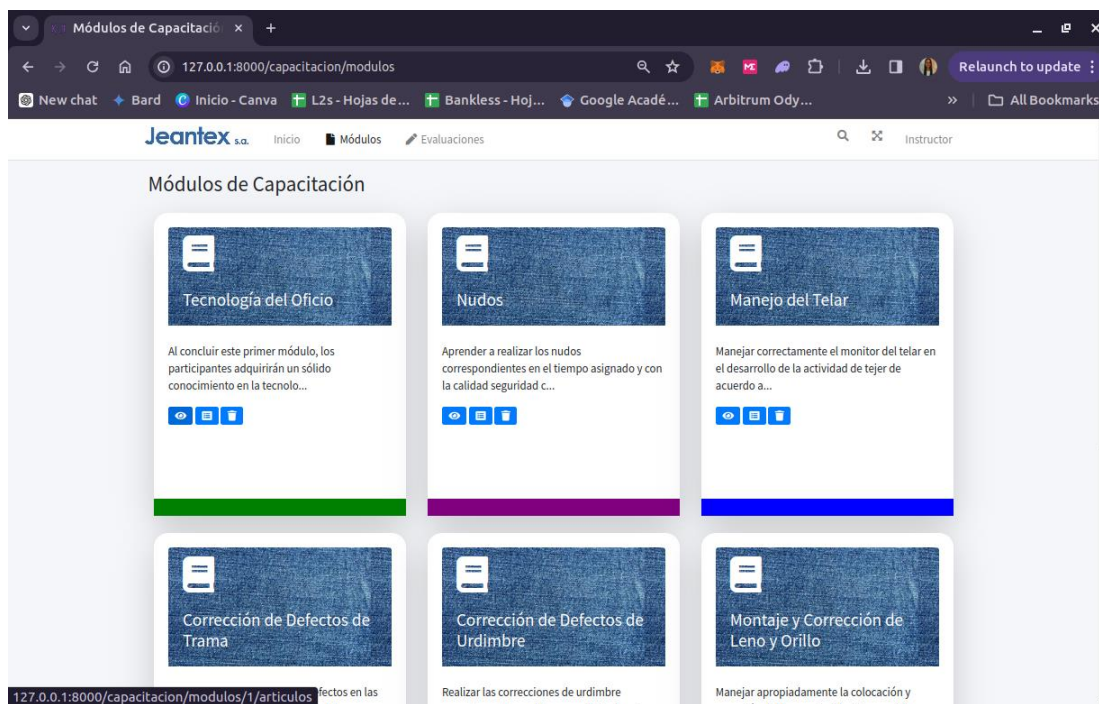 Módulos de Capacitació
127.0.0.1:8000/capacitacion/modulos
Relaunch to update
New chat
Bard
Inicio - Canva
L2s - Hojas de...
Bankless - Hoj...
Google Acadé...
Arbitrum Ody...
»
All Bookmarks
Jeantex s.a.
Inicio
Módulos
Evaluaciones
Instructor
Módulos de Capacitación
Tecnología del Oficio
Al concluir este primer módulo, los
participantes adquirirán un sólido
conocimiento en la tecnolo...
Nudos
Aprender a realizar los nudos
correspondientes en el tiempo asignado y con
la calidad seguridad c...
Manejo del Telar
Manejar correctamente el monitor del telar en
el desarrollo de la actividad de tejer de
acuerdo a...
Corrección de Defectos de
Trama
efectos en las
Corrección de Defectos de
Urdimbre
Realizar las correcciones de urdimbre
Montaje y Corrección de
Leno y Orillo
Manejar apropiadamente la colocación y
127.0.0.1:8000/capacitacion/modulos/1/articulos